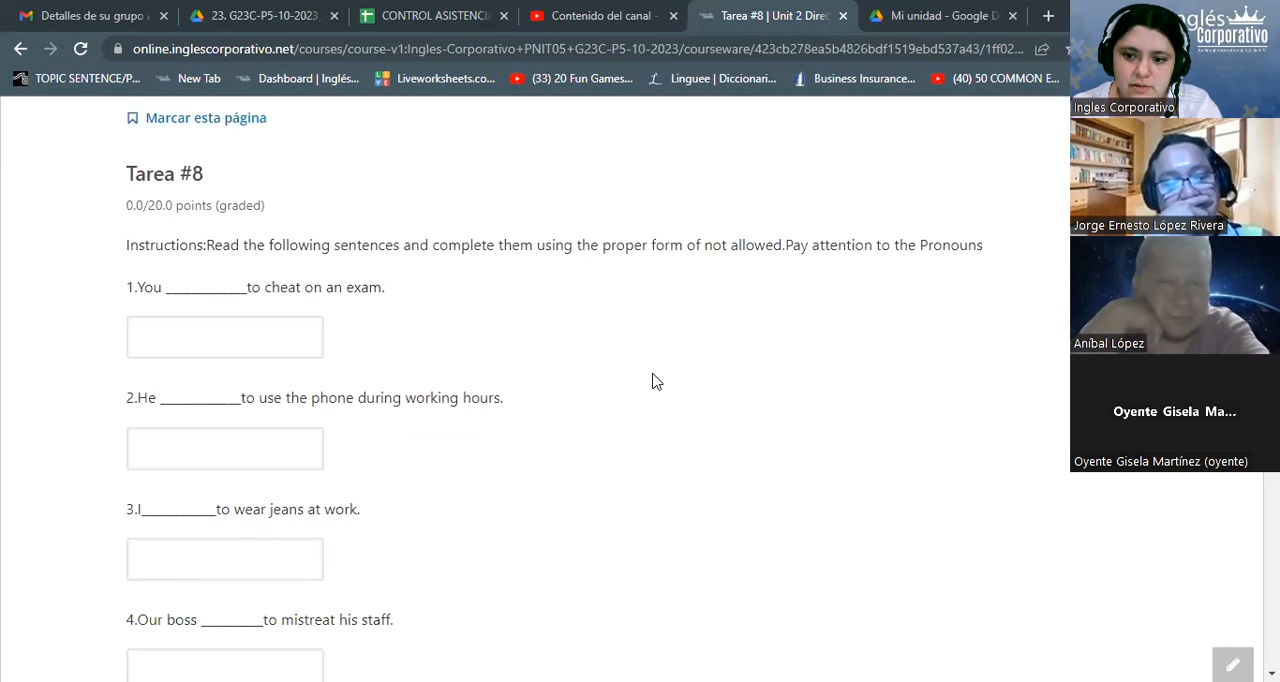 Detalles de su grupo
23. G23C-P5-10-2023
CONTROL ASISTENCI
Contenido del canal -
Tarea #8 | Unit 2 Direc
Mi unidad - Google D
online.inglescorporativo.net/courses/course-v1:Ingles-Corporativo+PNIT05+G23C-P5-10-2023/courseware/423cb278ea5b4826bdf1519ebd537a43/1ff02...
TOPIC SENTENCE/P...
New Tab
Dashboard | Inglés...
Liveworksheets.co...
(33) 20 Fun Games...
Linguee | Diccionari...
Business Insurance...
(40) 50 COMMON E...
Marcar esta página
Tarea #8
0.0/20.0 points (graded)
Instructions:Read the following sentences and complete them using the proper form of not allowed.Pay attention to the Pronouns
1.You ____________to cheat on an exam.
2.He ____________to use the phone during working hours.
3.I___________to wear jeans at work.
4.Our boss _________to mistreat his staff.
Inglés
Corporativo
Ingles Corporativo
Jorge Ernesto López Rivera
Aníbal López
Oyente Gisela Ma...
Oyente Gisela Martínez (oyente)